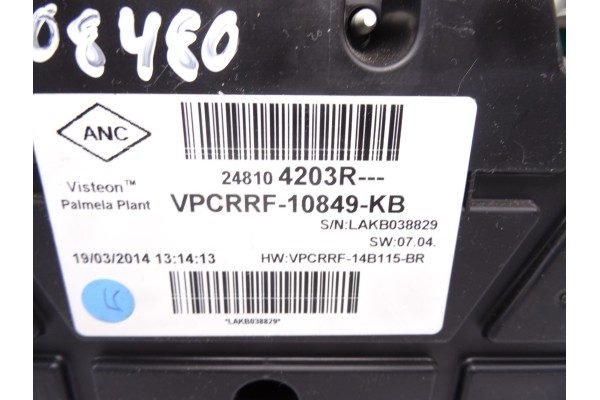 08480
ANC
24810 4203R---
Visteon™
Palmela Plant
VPCRRF-10849-KB
S/N:LAKB038829
SW:07.04.
19/03/2014 13:14:13
HW:VPCRRF-14B115-BR
*LAKB038829*